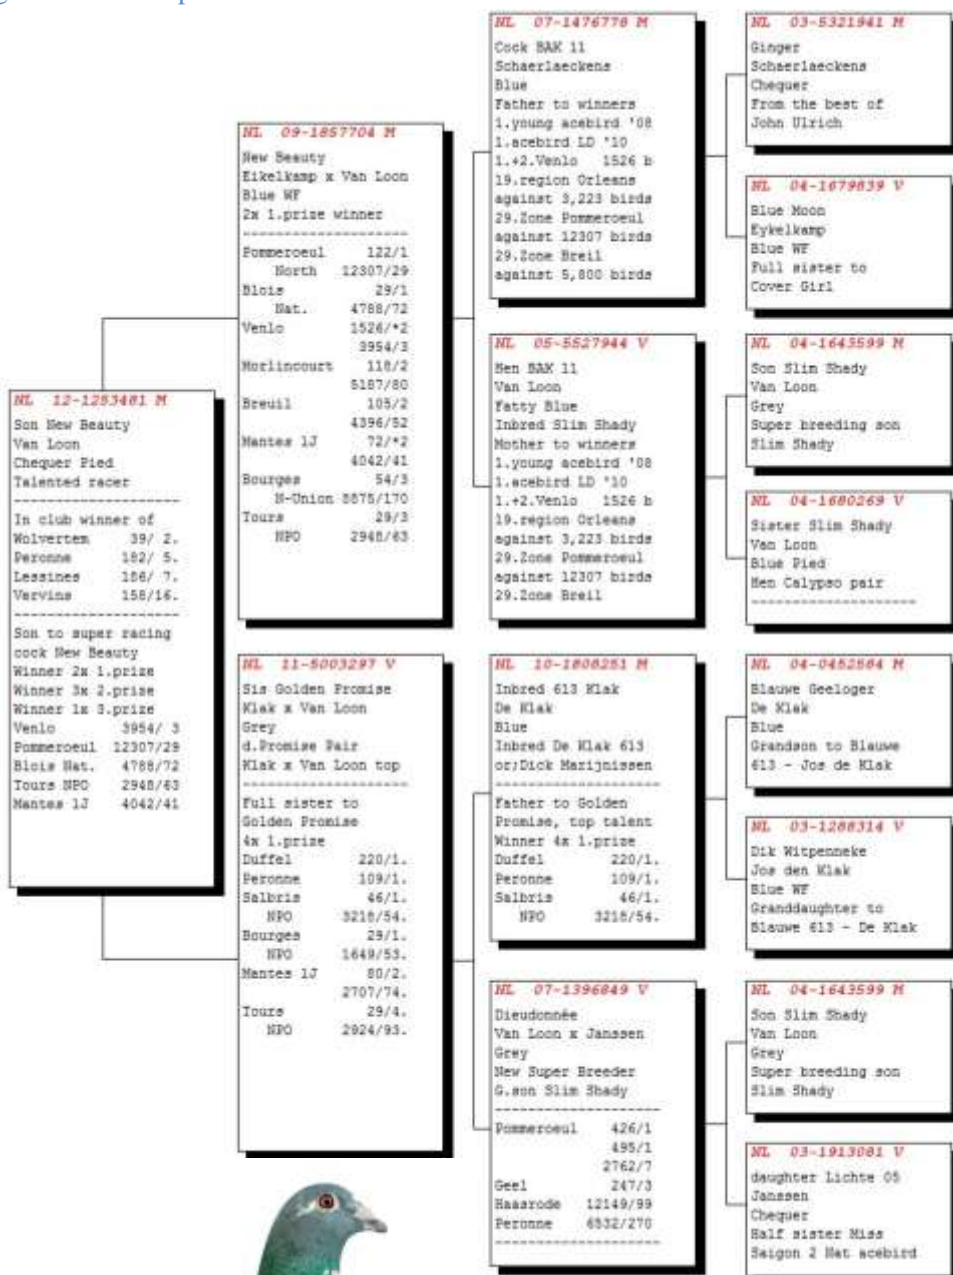 NL 12-1253481 M
Son New Beauty
Van Loon
Chequer Pied
Talented racer
--------------------
In club winner of
Wolvertem 39/ 2.
Peronne 182/ 5.
Lessines 186/ 7.
Vervins 158/16.
--------------------
Son to super racing
cock New Beauty
Winner 2x 1.prize
Winner 3x 2.prize
Winner 1x 3.prize
Venlo 3954/ 3
Pommeroeul 12307/29
Blois Nat. 4788/72
Tours NPO 2948/63
Mantes lJ 4042/41
NL 09-1857704 M
New Beauty
Eikelkamp x Van Loon
Blue WF
2x 1.prize winner
--------------------
Pommeroeul 122/1
North 12307/29
Blois 29/1
Nat. 4788/72
Venlo 1526/*2
3954/3
Morlincourt 118/2
5187/80
Breuil 105/2
4396/52
Mantes lJ 72/*2
4042/41
Bourges 54/3
N-Union 8875/170
Tours 29/3
NPO 2948/63
NL 11-5003297 V
Sis Golden Promise
Klak x Van Loon
Grey
d.Promise Pair
Klak x Van Loon top
--------------------
Full sister to
Golden Promise
4x 1.prize
Duffel 220/1.
Peronne 109/1.
Salbris 46/1.
NPO 3218/54.
Bourges 29/1.
NPO 1649/53.
Mantes lJ 80/2.
2707/74.
Tours 29/4.
NPO 2924/93.
NL 07-1476778 M
Cock BAK 11
Schaerlaeckens
Blue
Father to winners
1.young acebird '08
1.acebird LD '10
1.+2.Venlo 1526 b
19.region Orleans
against 3,223 birds
29.Zone Pommeroeul
against 12307 birds
29.Zone Breil
against 5,800 birds
NL 05-5527944 V
Hen BAK 11
Van Loon
Fatty Blue
Inbred Slim Shady
Mother to winners
1.young acebird '08
1.acebird LD '10
1.+2.Venlo 1526 b
19.region Orleans
against 3,223 birds
29.Zone Pommeroeul
against 12307 birds
29.Zone Breil
NL 10-1808251 M
Inbred 613 Klak
De Klak
Blue
Inbred De Klak 613
or;Dick Marijnissen
--------------------
Father to Golden
Promise, top talent
Winner 4x 1.prize
Duffel 220/1.
Peronne 109/1.
Salbris 46/1.
NPO 3218/54.
NL 07-1396849 V
Dieudonnée
Van Loon x Janssen
Grey
New Super Breeder
G.son Slim Shady
--------------------
Pommeroeul 426/1
495/1
2762/7
Geel 247/3
Haasrode 12149/99
Peronne 6532/270
--------------------
NL 03-5321941 M
Ginger
Schaerlaeckens
Chequer
From the best of
John Ulrich
NL 04-1679839 V
Blue Moon
Eykelkamp
Blue WF
Full sister to
Cover Girl
NL 04-1643599 M
Son Slim Shady
Van Loon
Grey
Super breeding son
Slim Shady
NL 04-1680269 V
Sister Slim Shady
Van Loon
Blue Pied
Hen Calypso pair
--------------------
NL 04-0452564 M
Blauwe Geeloger
De Klak
Blue
Grandson to Blauwe
613 - Jos de Klak
NL 03-1288314 V
Dik Witpenneke
Jos den Klak
Blue WF
Granddaughter to
Blauwe 613 - De Klak
NL 04-1643599 M
Son Slim Shady
Van Loon
Grey
Super breeding son
Slim Shady
NL 03-1913081 V
daughter Lichte 05
Janssen
Chequer
Half sister Miss
Saigon 2 Nat acebird